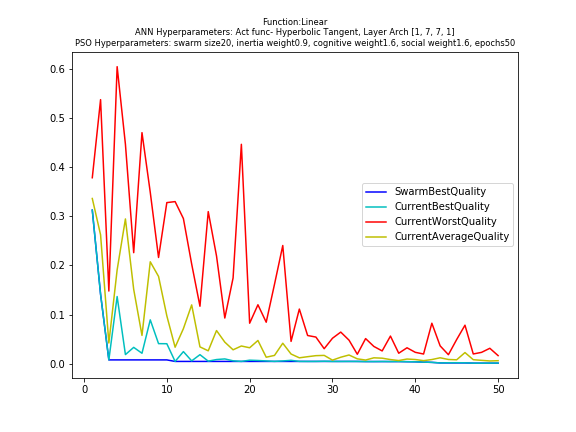 Function:Linear
ANN Hyperparameters: Act func- Hyperbolic Tangent, Layer Arch [1, 7, 7, 1]
PSO Hyperparameters: swarm size20, inertia weight0.9, cognitive weight1.6, social weight1.6, epochs50
0.6
0.5
0.4
0.3
0.2
0.1
0.0
SwarmBestQuality
CurrentBestQuality
CurrentWorstQuality
CurrentAverageQuality
0 10 20 30 40 50